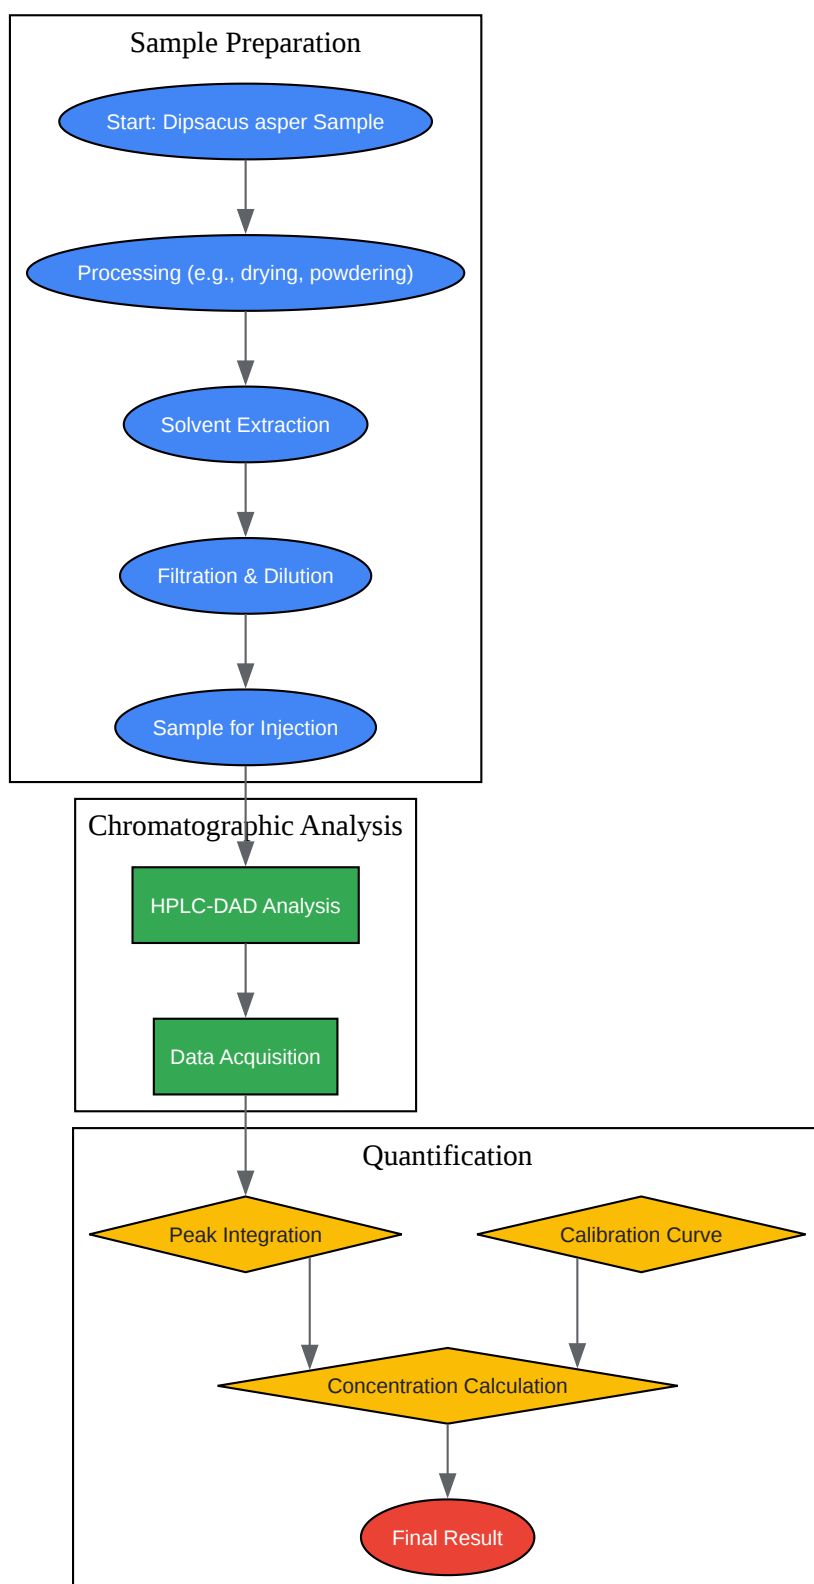 Sample Preparation
Start: Dipsacus asper Sample
Processing (e.g., drying, powdering)
Solvent Extraction
Filtration & Dilution
Sample for Injection
Chromatographic Analysis
HPLC-DAD Analysis
Data Acquisition
Quantification
Peak Integration
Calibration Curve
Concentration Calculation
Final Result